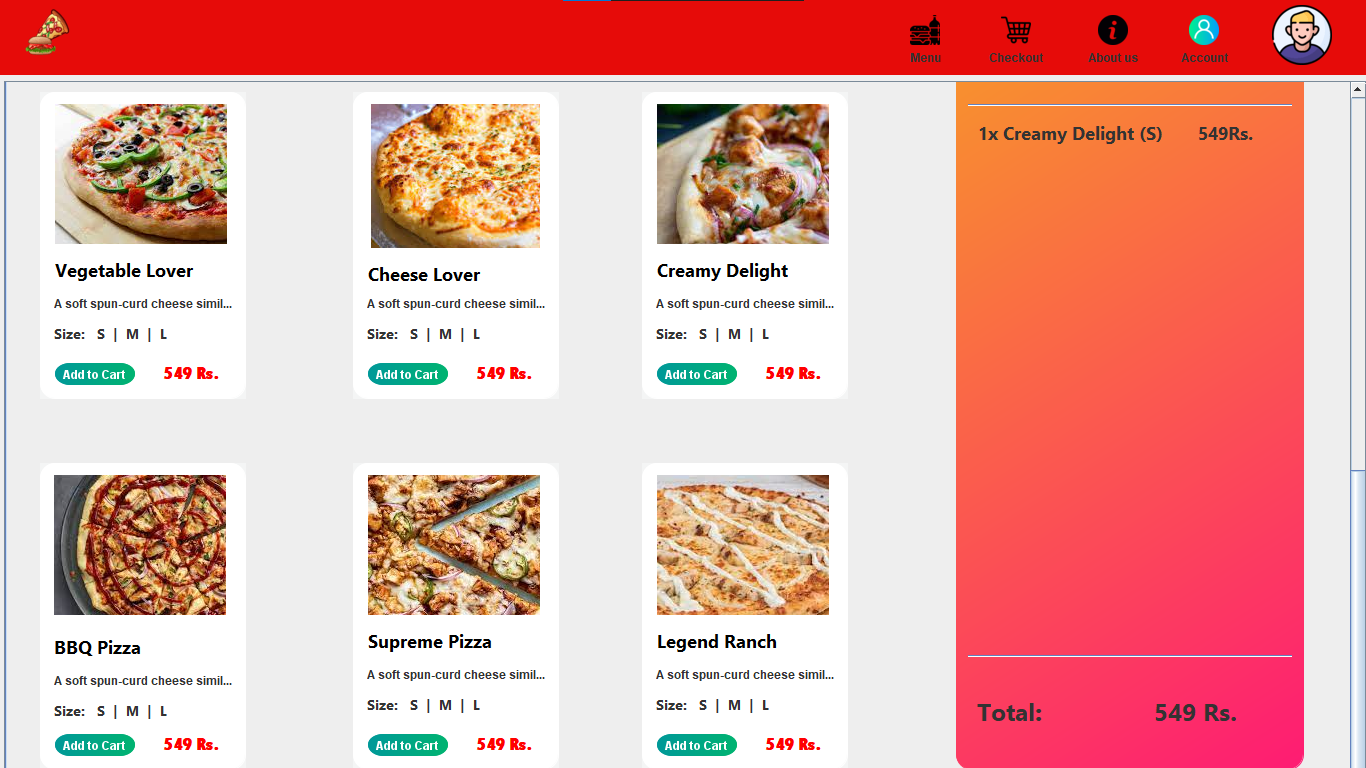 Menu
Checkout
About us
Account
Vegetable Lover
A soft spun-curd cheese simil...
Size: S | M | L
Add to Cart 549 Rs.
Cheese Lover
A soft spun-curd cheese simil...
Size: S | M | L
Add to Cart 549 Rs.
Creamy Delight
A soft spun-curd cheese simil...
Size: S | M | L
Add to Cart 549 Rs.
BBQ Pizza
A soft spun-curd cheese simil...
Size: S | M | L
Add to Cart 549 Rs.
Supreme Pizza
A soft spun-curd cheese simil...
Size: S | M | L
Add to Cart 549 Rs.
Legend Ranch
A soft spun-curd cheese simil...
Size: S | M | L
Add to Cart 549 Rs.
1x Creamy Delight (S) 549Rs.
Total: 549 Rs.